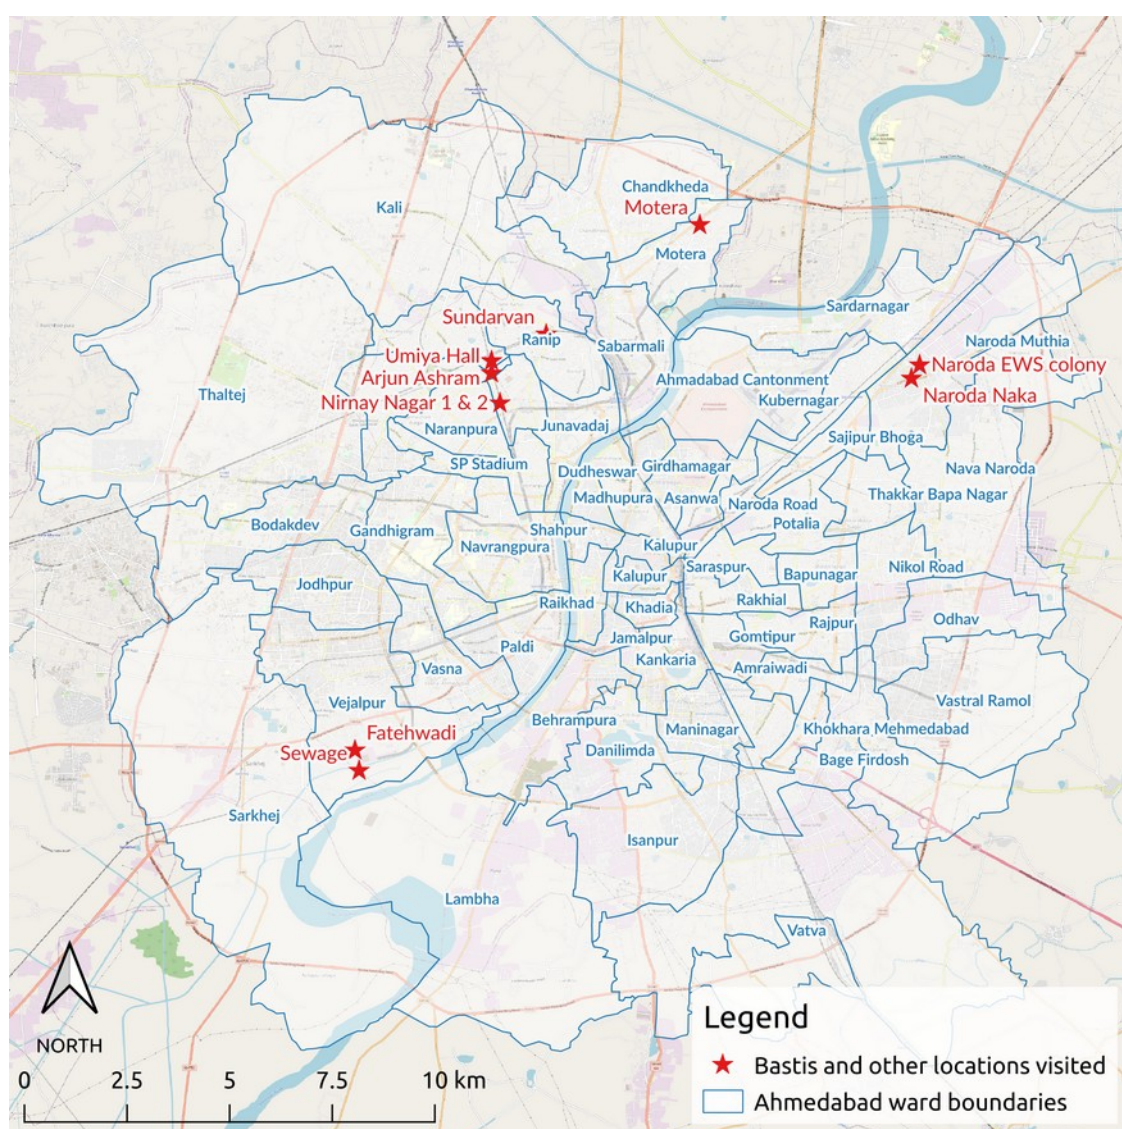 Chandkheda
Motera
Kali
Motera
Sardarnagar
Sundarvan
Ranip
Sabarmali
Naroda Muthia
Umiya Hall
Naroda EWS colony
Arjun Ashram
Ahmadabad Cantonment
Thaltej
Kubernagar
Naroda Naka
Nirnay Nagar 1 & 2
Naranpura
Junavadaj
Sajipur Bhoga
SP Stadium
Dudheswar
Girdhamagar
Nava Naroda
Madhupura
Asanwa
Naroda Road
Thakkar Bapa Nagar
Bodakdev
Gandhigram
Shahpur
Potalia
Navrangpura
Kalupur
Saraspur
Nikol Road
Jodhpur
Kalupur
Bapunagar
Raikhad
Khadia
Rakhial
Rajpur
Odhav
Paldi
Jamalpur
Gomtipur
Vasna
Kankaria
Amraiwadi
Vejalpur
Vastral Ramol
Behrampura
Maninagar
Khokhara Mehmedabad
Fatehwadi
Sewage
Danilimda
Bage Firdosh
Sarkhej
Isanpur
Lambha
Vatva
NORTH
0 2.5 5 7.5 10 km
Legend
Bastis and other locations visited
Ahmedabad ward boundaries